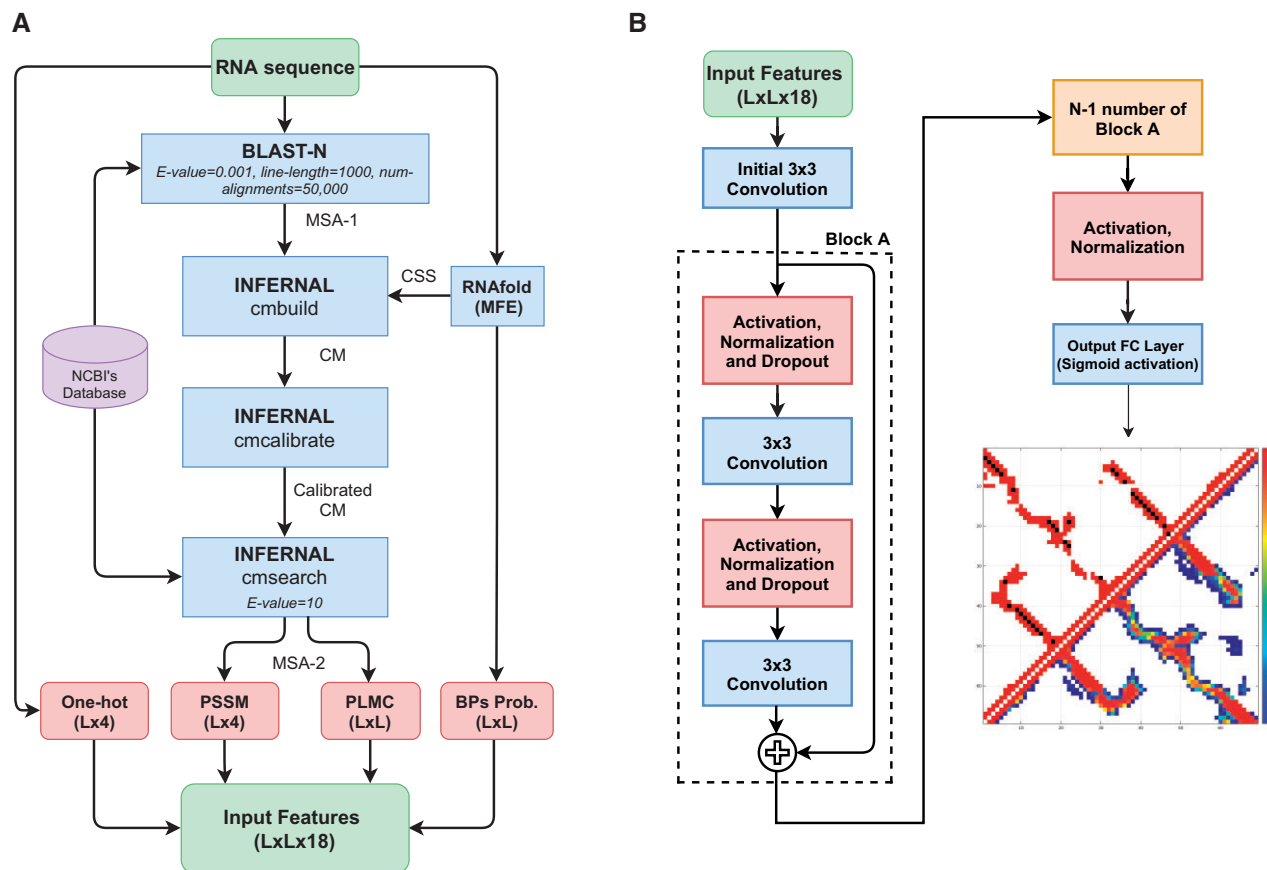 A
RNA sequence
BLAST-N
E-value=0.001, line-length=1000, num-
alignments=50,000
MSA-1
INFERNAL
cmbuild
CSS
RNAfold
(MFE)
CM
NCBI's
Database
INFERNAL
cmcalibrate
Calibrated
CM
INFERNAL
cmsearch
E-value=10
MSA-2
One-hot
(Lx4)
PSSM
(Lx4)
PLMC
(LxL)
BPs Prob.
(LxL)
Input Features
(LxLx18)
B
Input Features
(LxLx18)
Initial 3x3
Convolution
Block A
Activation,
Normalization
and Dropout
3x3
Convolution
Activation,
Normalization
and Dropout
3x3
Convolution
N-1 number of
Block A
Activation,
Normalization
Output FC Layer
(Sigmoid activation)